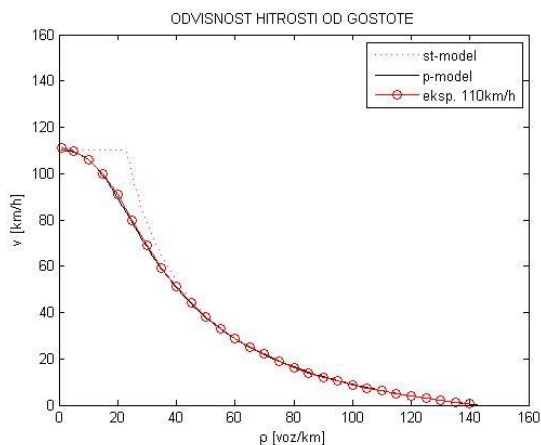 ODVISNOST HITROSTI OD GOSTOTE
160
140
120
100
80
60
40
20
0
v [km/h]
st-model
p-model
eksp. 110km/h
0 20 40 60 80 100 120 140 160
ρ [voz/km]